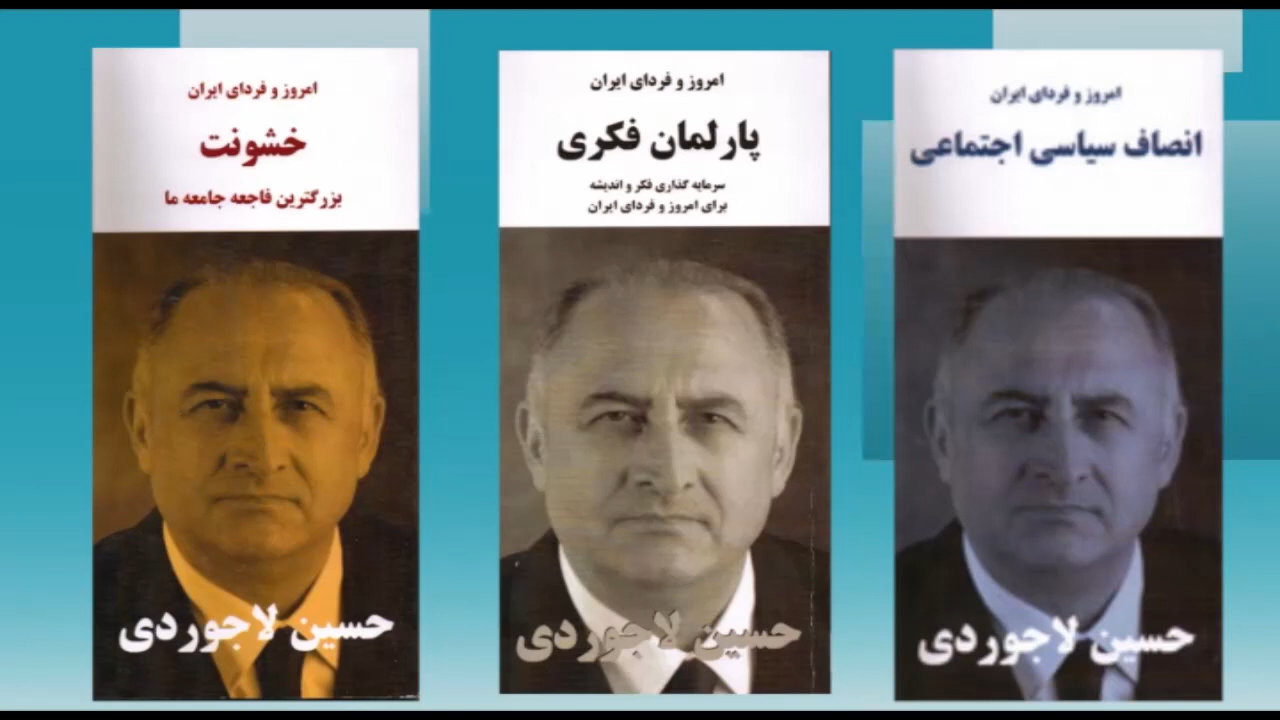 امروز و فردای ایران
انصاف سیاسی اجتماعی
حسین لاجوردی
امروز و فردای ایران
پارلمان فکری
سرمایه گذاری فکر و اندیشه
برای امروز و فردای ایران
حسین لاجوردی
امروز و فردای ایران
خشونت
بزرگترین فاجعه جامعه ما
حسین لاجوردی